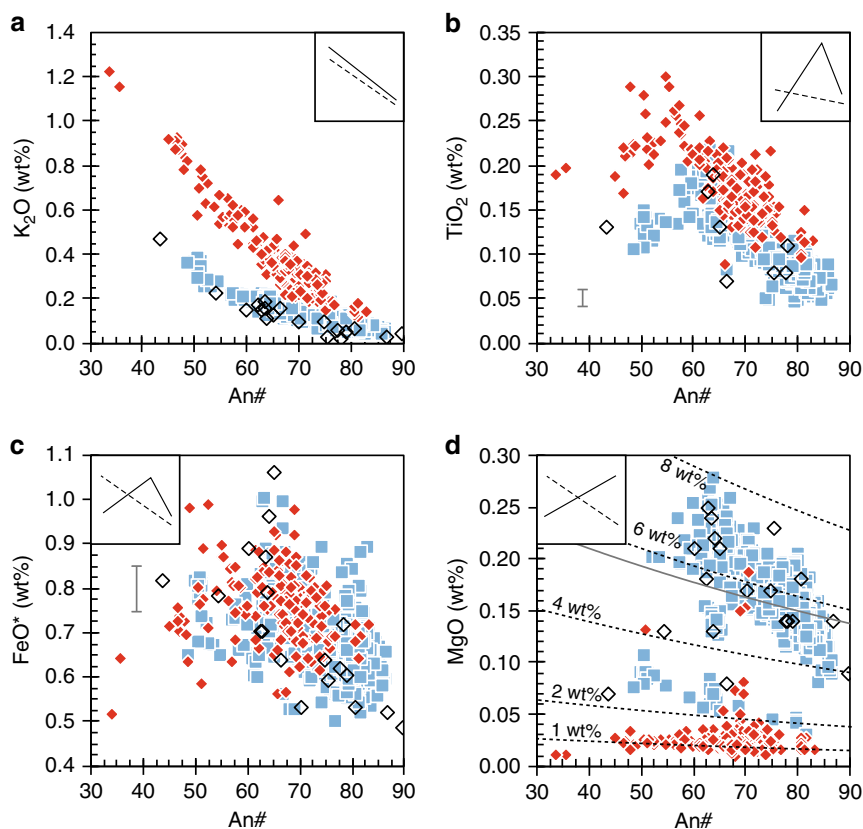 a
1.4
1.2
1.0
0.8
0.6
0.4
0.2
0.0
K₂O (wt%)
30 40 50 60 70 80 90
An#
b
0.35
0.30
0.25
0.20
0.15
0.10
0.05
0.00
TiO₂ (wt%)
30 40 50 60 70 80 90
An#
c
1.1
1.0
0.9
0.8
0.7
0.6
0.5
0.4
FeO* (wt%)
30 40 50 60 70 80 90
An#
d
0.30
0.25
0.20
0.15
0.10
0.05
0.00
MgO (wt%)
8 wt%
6 wt%
4 wt%
2 wt%
1 wt%
30 40 50 60 70 80 90
An#